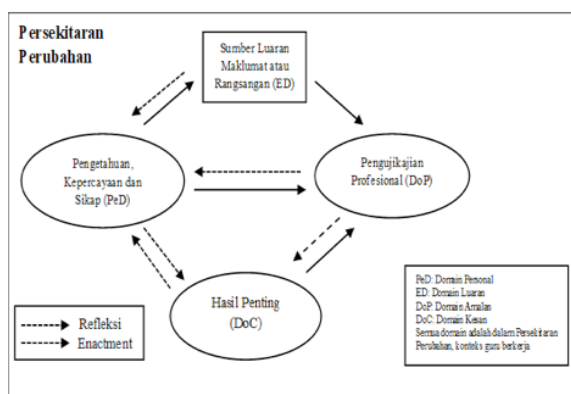 Persekitaran
Perubahan
Sumber Luaran
Maklumat atau
Rangsangan (ED)
Pengetahuan,
Kepercayaan dan
Sikap (PeD)
Pengujikajian
Profesional (DoP)
Hasil Penting
(DoC)
Refleksi
Enactment
PeD: Domain Personal
ED: Domain Luaran
DoP: Domain Amalan
DoC: Domain Kesan
Semua domain adalah dalam Persekitaran
Perubahan, konteks guru berkerja